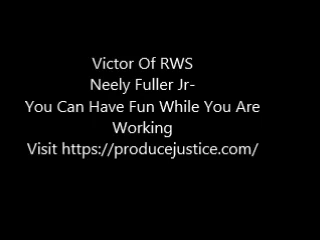 Victor Of RWS
Neely Fuller Jr-
You Can Have Fun While You Are
Working
Visit https://producejustice.com/